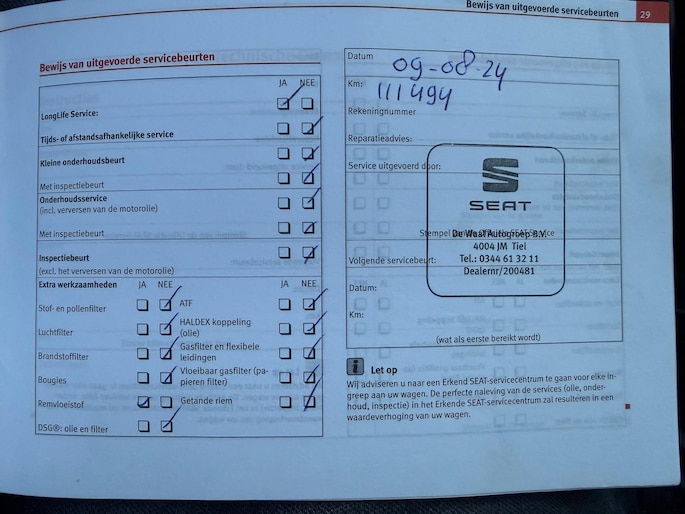 Bewijs van uitgevoerde servicebeurten 29
Bewijs van uitgevoerde servicebeurten
JA NEE
LongLife Service:
Tijds- of afstandsafhankelijke service
Kleine onderhoudsbeurt
Met inspectiebeurt
Onderhoudsservice
(incl. verversen van de motorolie)
Met inspectiebeurt
Inspectiebeurt
(excl. het verversen van de motorolie)
Extra werkzaamheden JA NEE JA NEE
Stof- en pollenfilter
ATF
Luchtfilter
HALDEX koppeling
(olie)
Brandstoffilter
Gasfilter en flexibele
leidingen
Bougies
Vloeibaar gasfilter (pa-
pieren filter)
Remvloeistof
Getande riem
DSG®: olie en filter
Datum
09-08-24
Km:
111494
Rekeningnummer
Reparatieadvies:
Service uitgevoerd door:
SEAT
Stempel Service
De Waal Autogroep B.V.
4004 JM Tiel
Tel.: 0344 61 32 11
Dealernr/200481
Volgende servicebeurt:
Datum:
Km:
(wat als eerste bereikt wordt)
Let op
Wij adviseren u naar een Erkend SEAT-servicecentrum te gaan voor elke in-
greep aan uw wagen. De perfecte naleving van de services (olie, onder-
houd, inspectie) in het Erkende SEAT-servicecentrum zal resulteren in een
waardeverhoging van uw wagen.